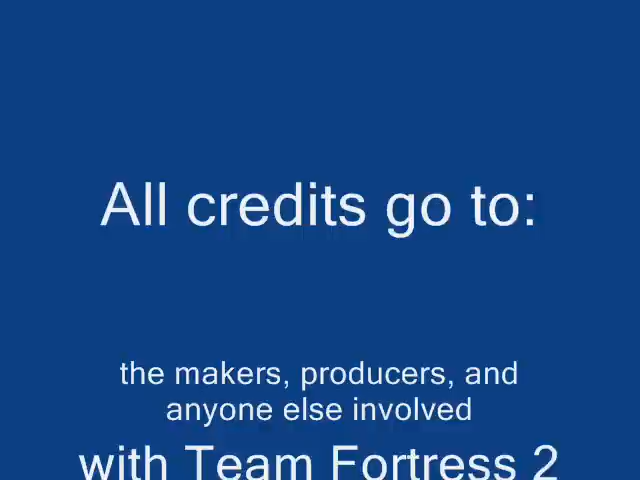 All credits go to:
the makers, producers, and
anyone else involved
with Team Fortress 2